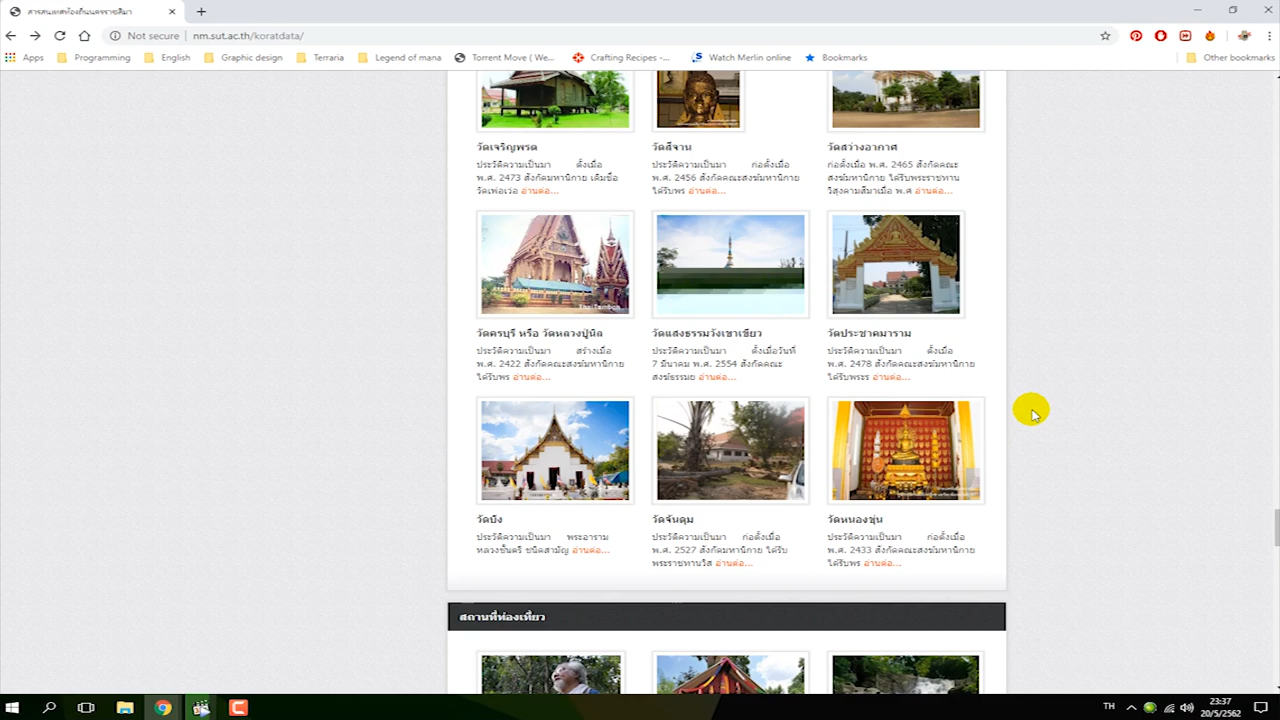 สารสนเทศท้องถิ่นนครราชสีมา
Not secure nm.sut.ac.th/koratdata/
Apps Programming English Graphic design Terraria Legend of mana Torrent Move ( We... Crafting Recipes -... Watch Merlin online Bookmarks Other bookmarks
วัดเจริญพรต
ประวัติความเป็นมา ตั้งเมื่อ
พ.ศ. 2473 สังกัดมหานิกาย เดิมชื่อ
วัดเพ่อเวอ อ่านต่อ...
วัดสีจาน
ประวัติความเป็นมา ก่อตั้งเมื่อ
พ.ศ. 2456 สังกัดคณะสงฆ์มหานิกาย
ได้รับพร อ่านต่อ...
วัดสว่างอากาศ
ก่อตั้งเมื่อ พ.ศ. 2465 สังกัดคณะ
สงฆ์มหานิกาย ได้รับพระราชทาน
วิสุงคามสีมาเมื่อ พ.ศ อ่านต่อ...
วัดครบุรี หรือ วัดหลวงปู่นิล
ประวัติความเป็นมา สร้างเมื่อ
พ.ศ. 2422 สังกัดคณะสงฆ์มหานิกาย
ได้รับพร อ่านต่อ...
วัดแสงธรรมวังเขาเขียว
ประวัติความเป็นมา ตั้งเมื่อวันที่
7 มีนาคม พ.ศ. 2554 สังกัดคณะ
สงฆ์ธรรมย อ่านต่อ...
วัดประชาคมาราม
ประวัติความเป็นมา ตั้งเมื่อ
พ.ศ. 2478 สังกัดคณะสงฆ์มหานิกาย
ได้รับพระร อ่านต่อ...
วัดบึง
ประวัติความเป็นมา พระอาราม
หลวงชั้นตรี ชนิดสามัญ อ่านต่อ...
วัดจันดุม
ประวัติความเป็นมา ก่อตั้งเมื่อ
พ.ศ. 2527 สังกัดมหานิกาย ได้รับ
พระราชทานวิส อ่านต่อ...
วัดหนองขุ่น
ประวัติความเป็นมา ก่อตั้งเมื่อ
พ.ศ. 2433 สังกัดคณะสงฆ์มหานิกาย
ได้รับพร อ่านต่อ...
สถานที่ท่องเที่ยว
TH
23:37
20/5/2562